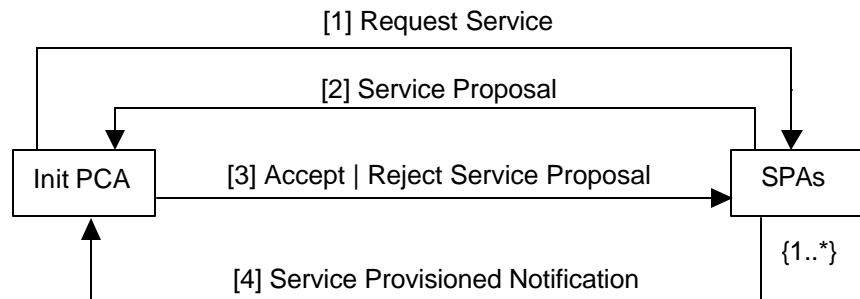 [1] Request Service
[2] Service Proposal
Init PCA
[3] Accept | Reject Service Proposal
SPAs
{1..*}
[4] Service Provisioned Notification